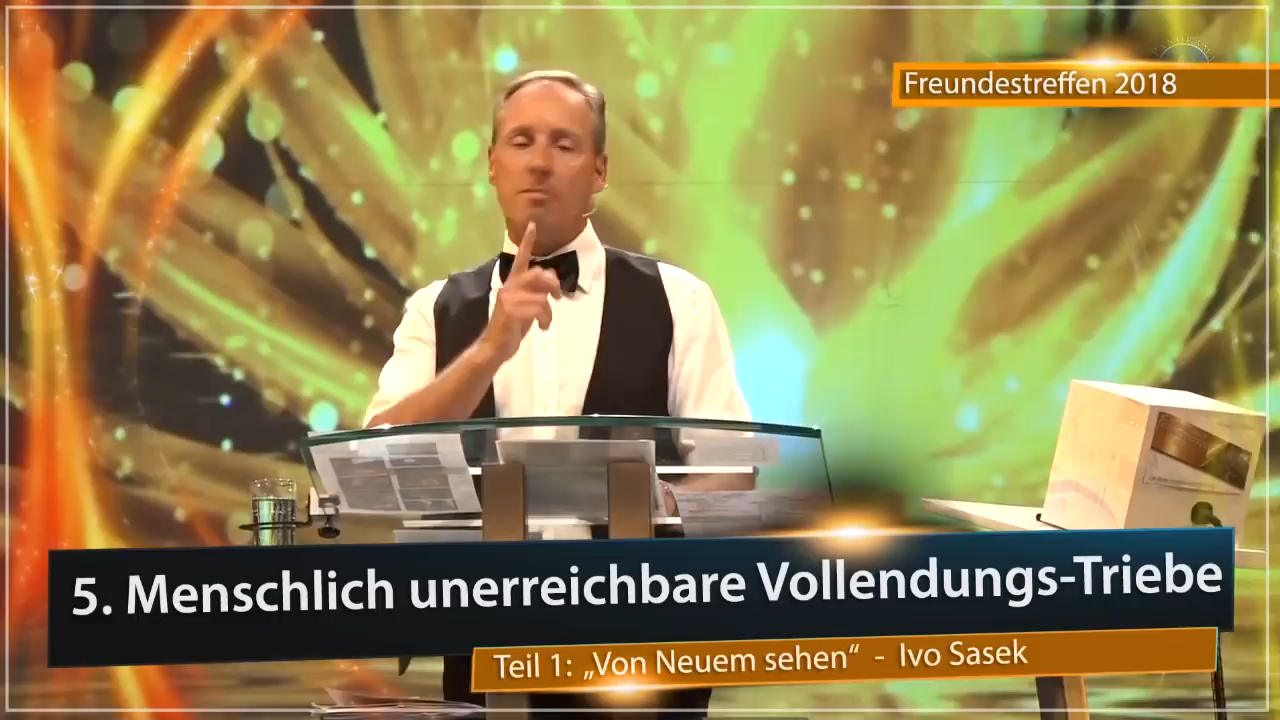 Freundestreffen 2018
5. Menschlich unerreichbare Vollendungs-Triebe
Teil 1: „Von Neuem sehen“ - Ivo Sasek